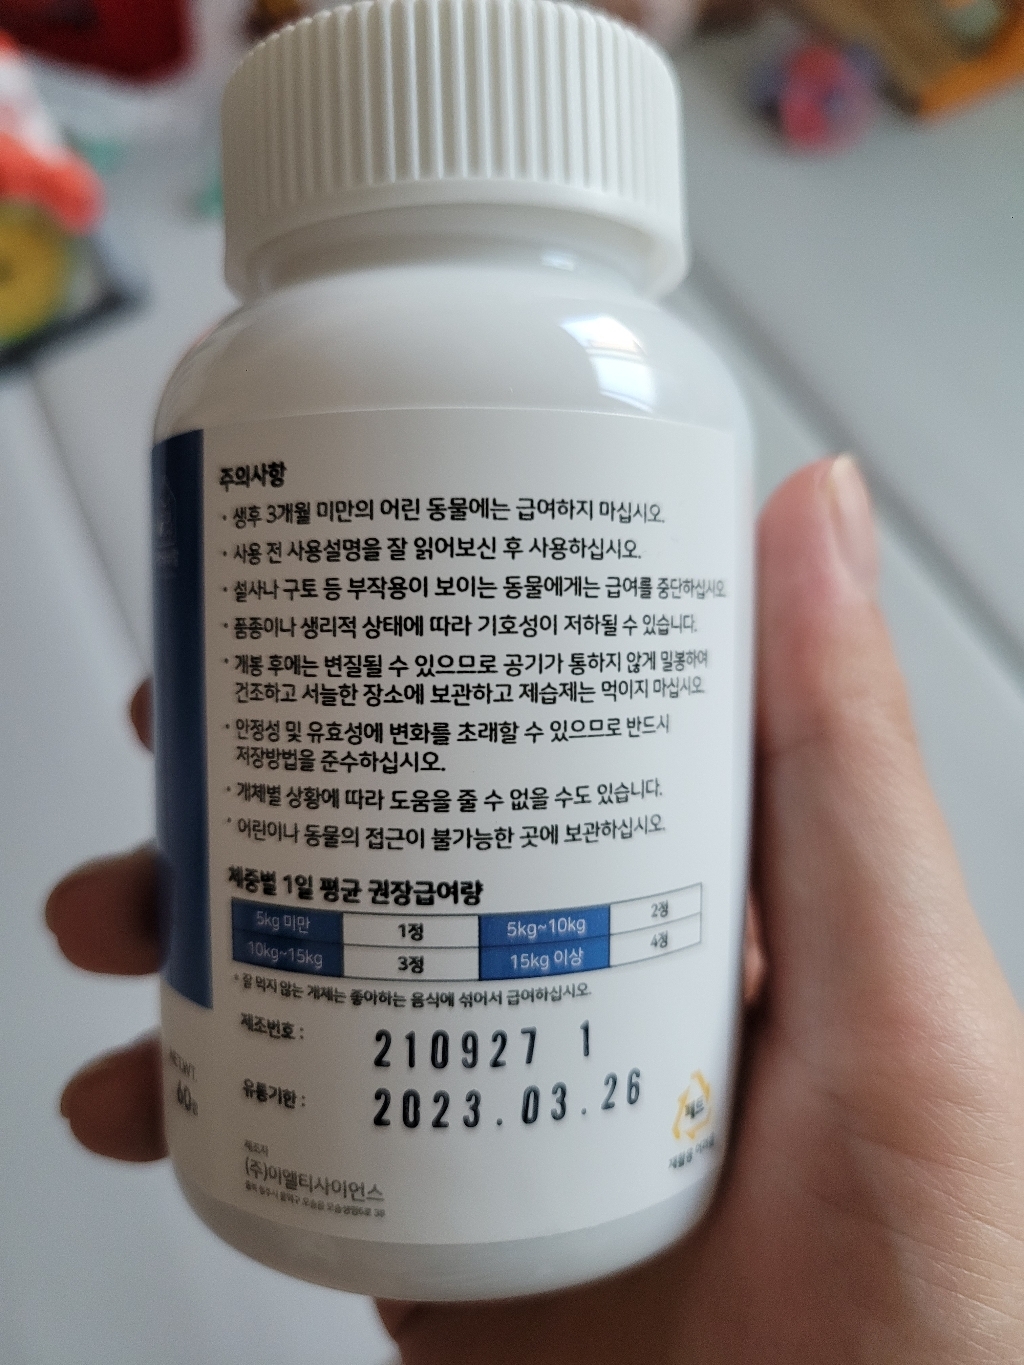 주의사항
· 생후 3개월 미만의 어린 동물에는 급여하지 마십시오.
· 사용 전 사용설명을 잘 읽어보신 후 사용하십시오.
· 설사나 구토 등 부작용이 보이는 동물에게는 급여를 중단하십시오.
· 품종이나 생리적 상태에 따라 기호성이 저하될 수 있습니다.
· 개봉 후에는 변질될 수 있으므로 공기가 통하지 않게 밀봉하여
건조하고 서늘한 장소에 보관하고 제습제는 먹이지 마십시오.
· 안정성 및 유효성에 변화를 초래할 수 있으므로 반드시
저장방법을 준수하십시오.
· 개체별 상황에 따라 도움을 줄 수 없을 수도 있습니다.
· 어린이나 동물의 접근이 불가능한 곳에 보관하십시오.
체중별 1일 평균 권장급여량
5kg 미만 1정 5kg~10kg 2정
10kg~15kg 3정 15kg 이상 4정
* 잘 먹지 않는 개체는 좋아하는 음식에 섞어서 급여하십시오.
제조번호 : 210927 1
유통기한 : 2023.03.26
NET.WT.
60g
페트
제조자
(주)이엘티사이언스